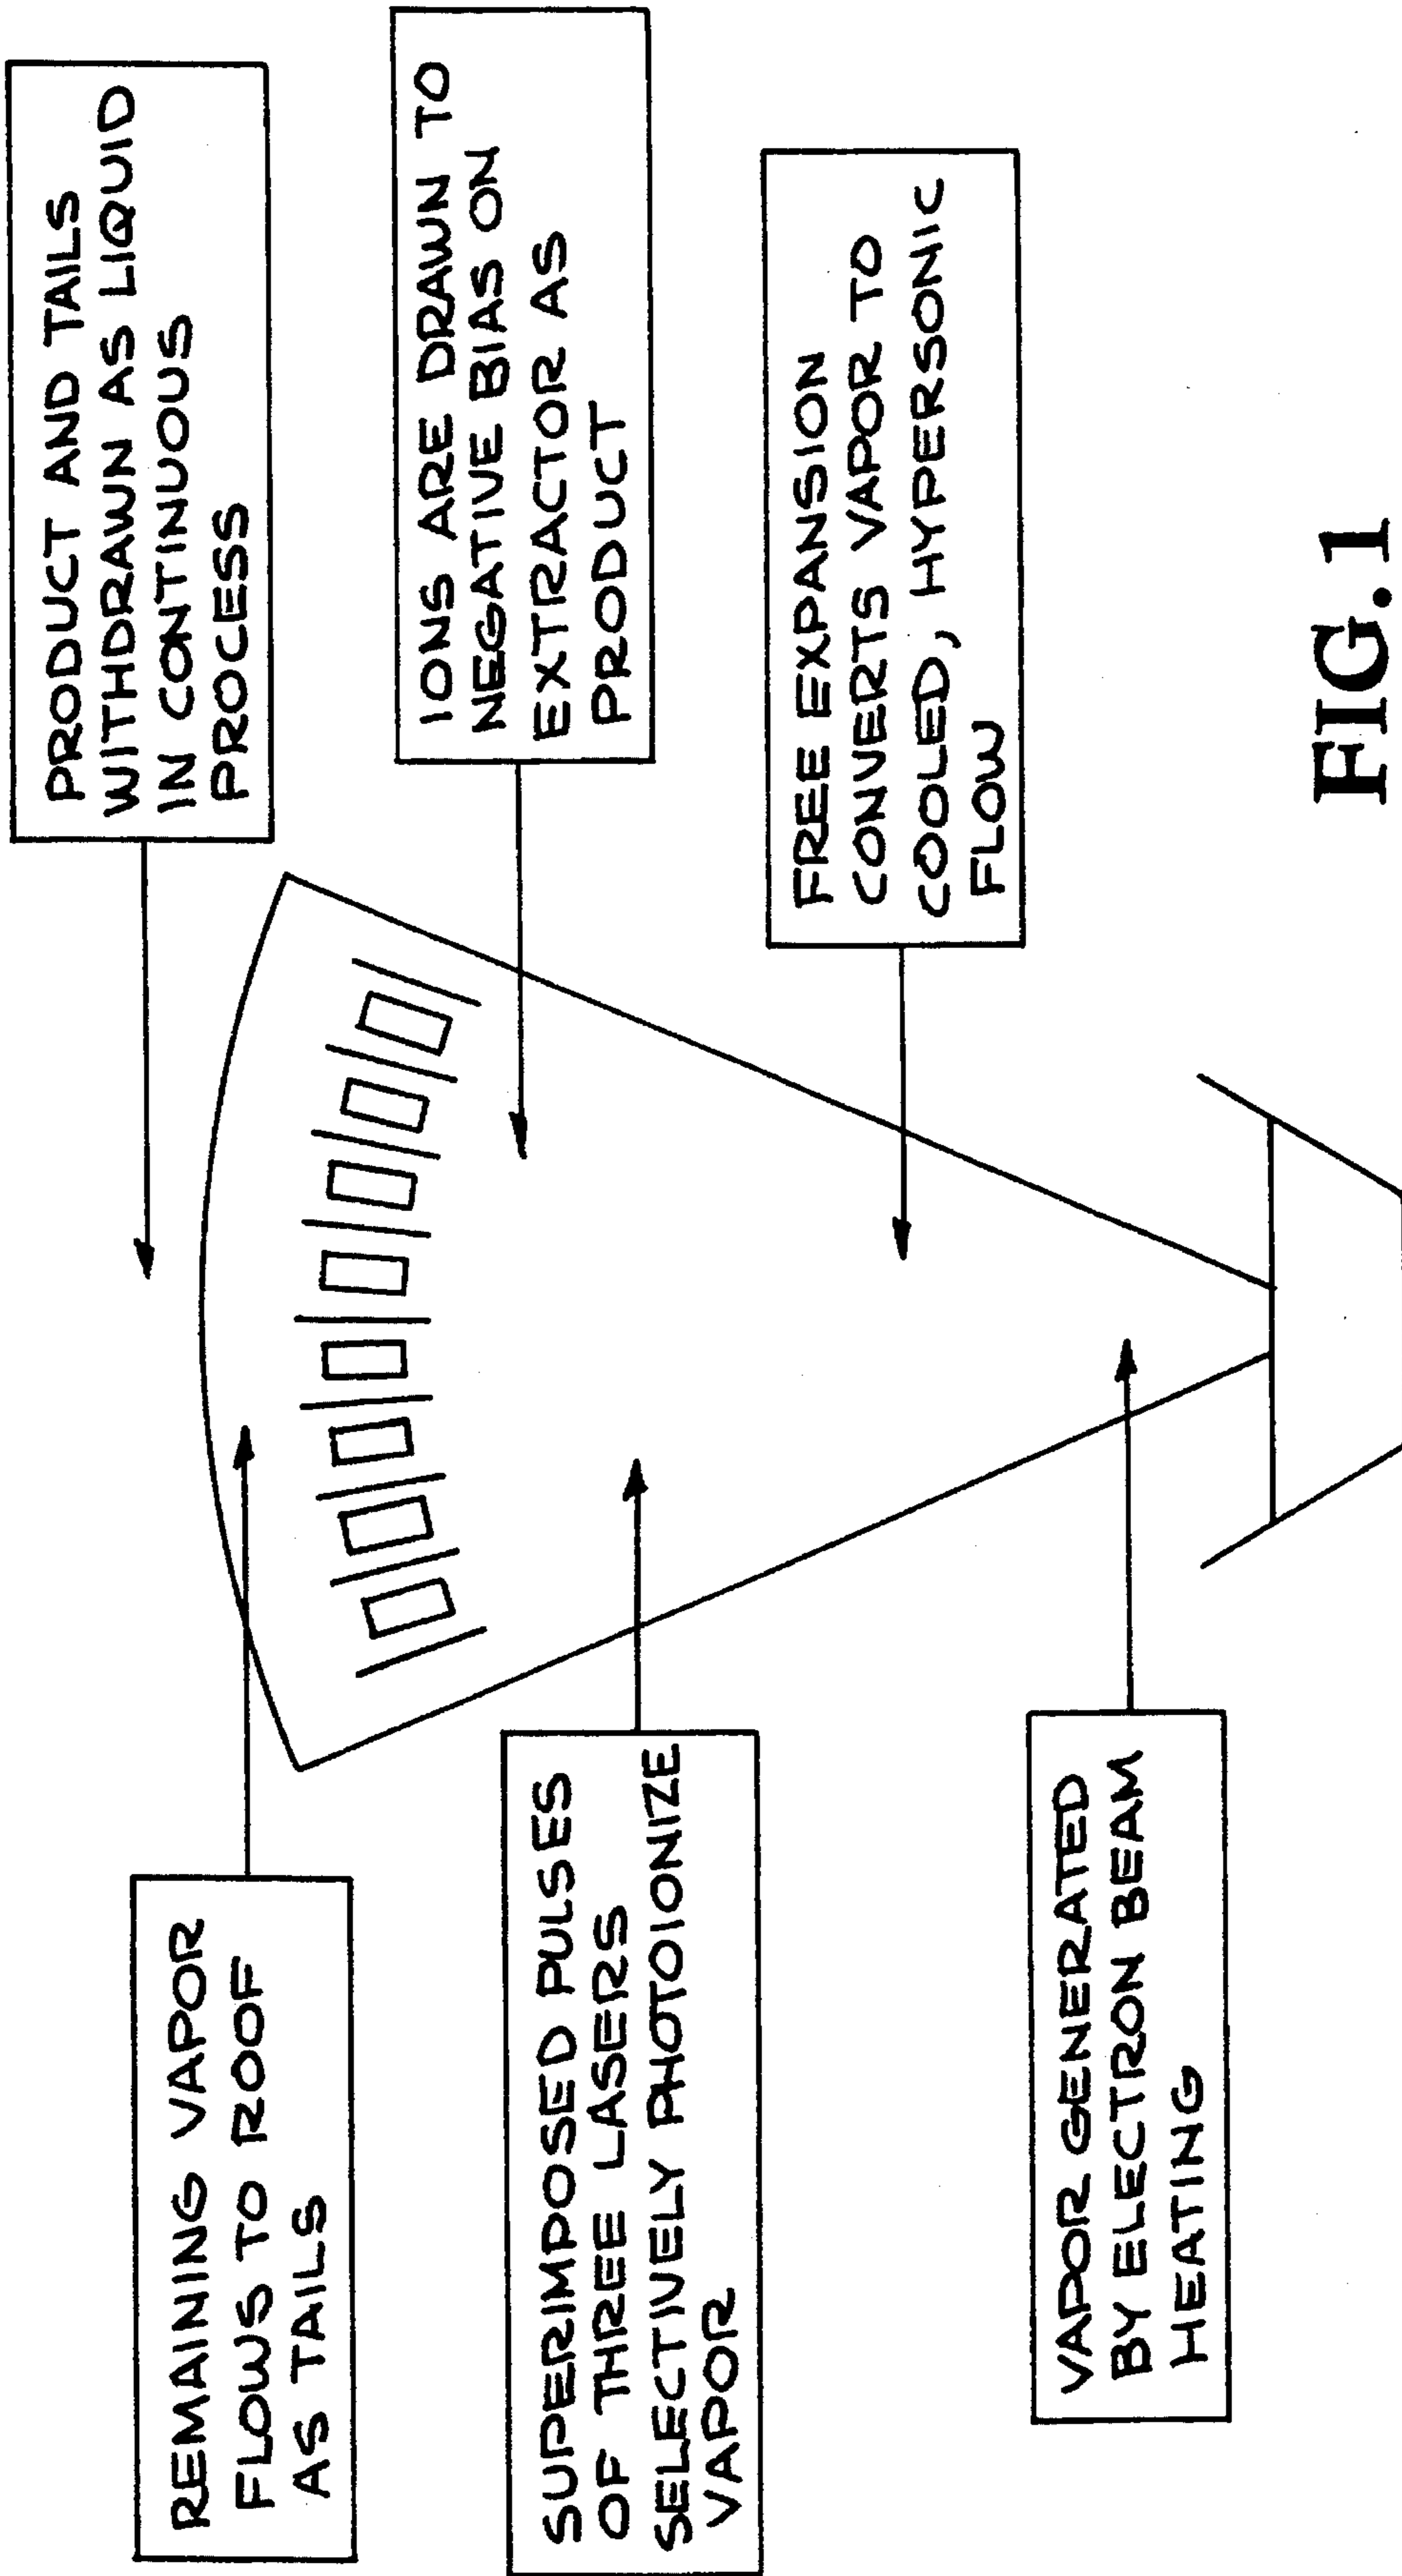 REMAINING VAPOR
FLOWS TO ROOF
AS TAILS
SUPERIMPOSED PULSES
OF THREE LASERS
SELECTIVELY PHOTOIONIZE
VAPOR
VAPOR GENERATED
BY ELECTRON BEAM
HEATING
PRODUCT AND TAILS
WITHDRAWN AS LIQUID
IN CONTINUOUS
PROCESS
IONS ARE DRAWN TO
NEGATIVE BIAS ON
EXTRACTOR AS
PRODUCT
FREE EXPANSION
CONVERTS VAPOR TO
COOLED, HYPERSONIC
FLOW
FIG.1